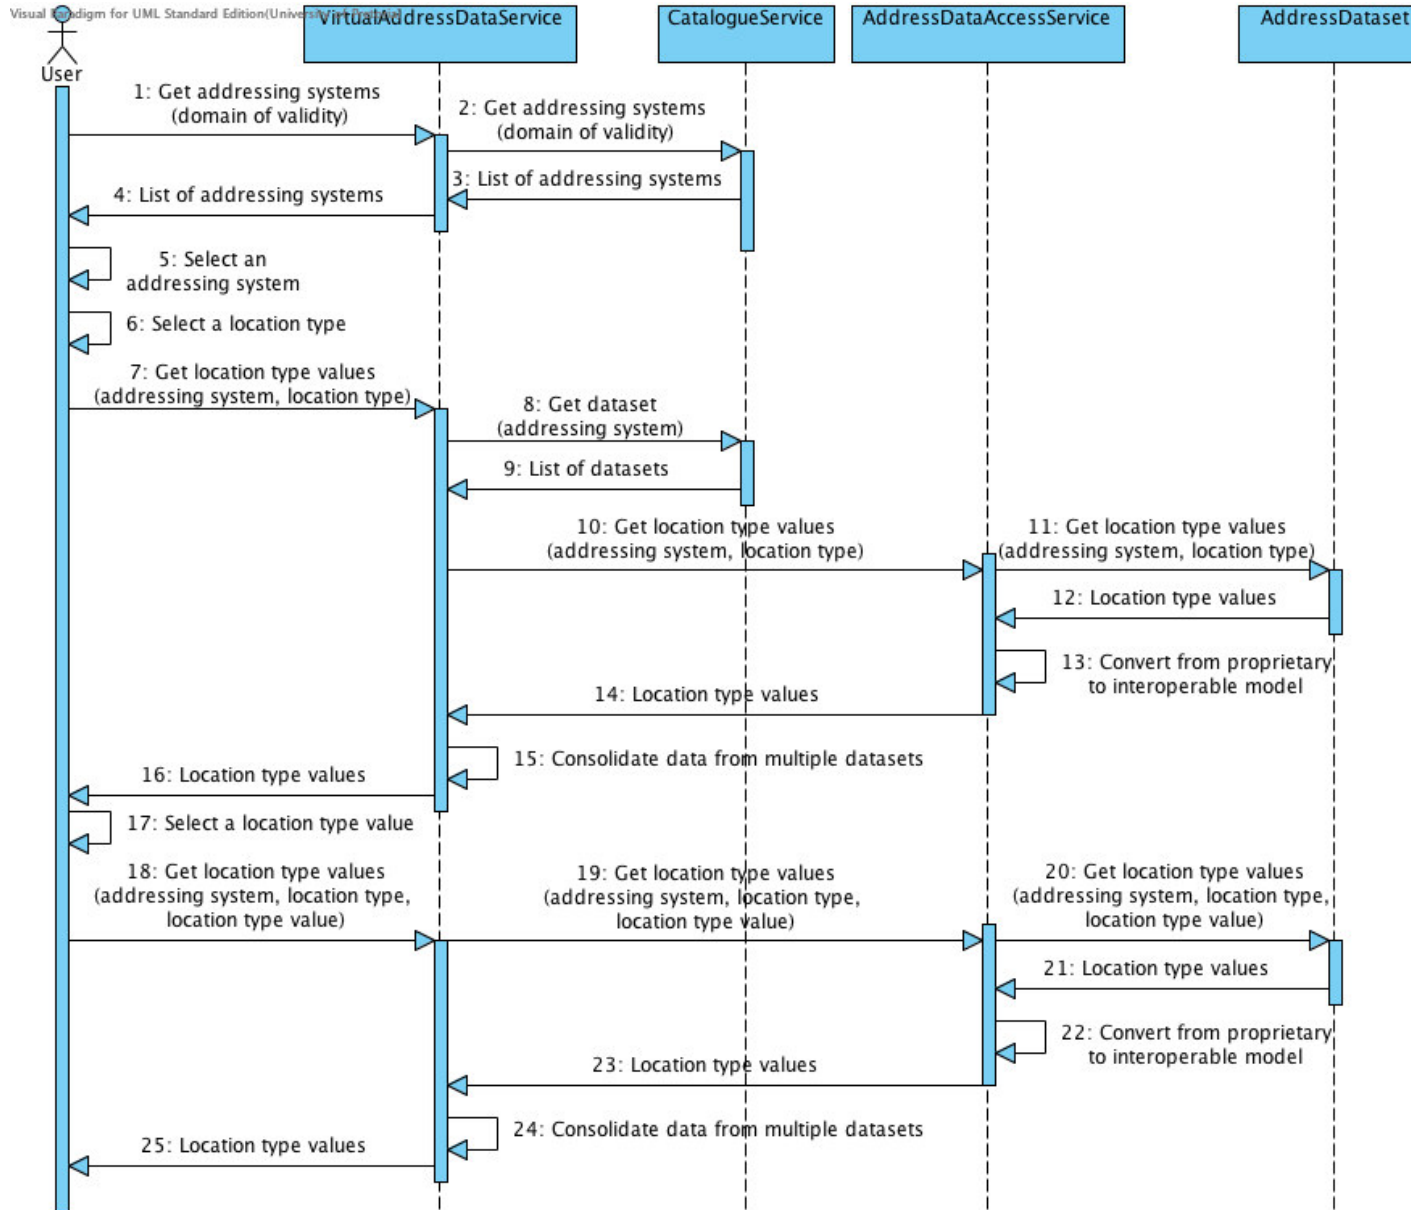 Visual Paradigm for UML Standard Edition(University of Pretoria)
User
VirtualAddressDataService
CatalogueService
AddressDataAccessService
AddressDataset
1: Get addressing systems
(domain of validity)
2: Get addressing systems
(domain of validity)
3: List of addressing systems
4: List of addressing systems
5: Select an
addressing system
6: Select a location type
7: Get location type values
(addressing system, location type)
8: Get dataset
(addressing system)
9: List of datasets
10: Get location type values
(addressing system, location type)
11: Get location type values
(addressing system, location type)
12: Location type values
13: Convert from proprietary
to interoperable model
14: Location type values
15: Consolidate data from multiple datasets
16: Location type values
17: Select a location type value
18: Get location type values
(addressing system, location type,
location type value)
19: Get location type values
(addressing system, location type,
location type value)
20: Get location type values
(addressing system, location type,
location type value)
21: Location type values
22: Convert from proprietary
to interoperable model
23: Location type values
24: Consolidate data from multiple datasets
25: Location type values